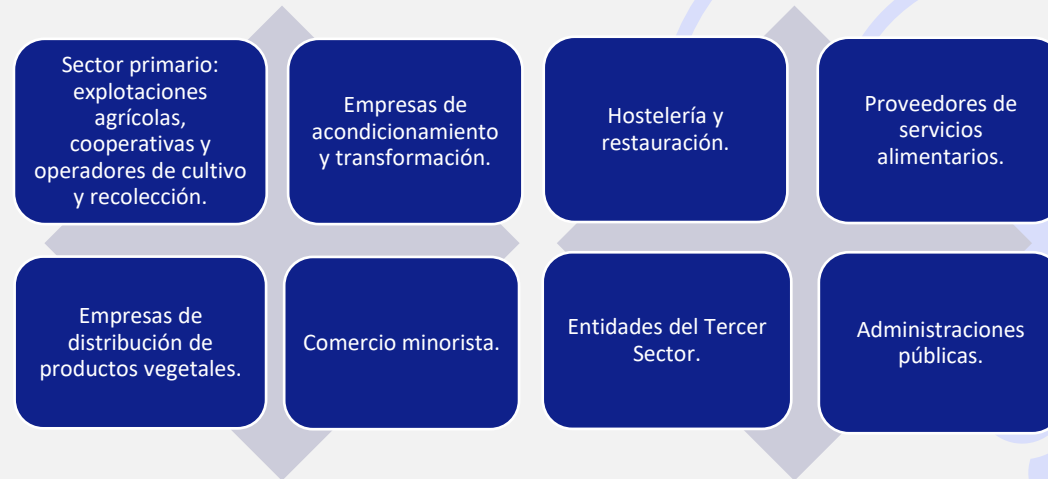 Sector primario:
explotaciones
agrícolas,
cooperativas y
operadores de cultivo
y recolección.
Empresas de
acondicionamiento
y transformación.
Hostelería y
restauración.
Proveedores de
servicios
alimentarios.
Empresas de
distribución de
productos vegetales.
Comercio minorista.
Entidades del Tercer
Sector.
Administraciones
públicas.